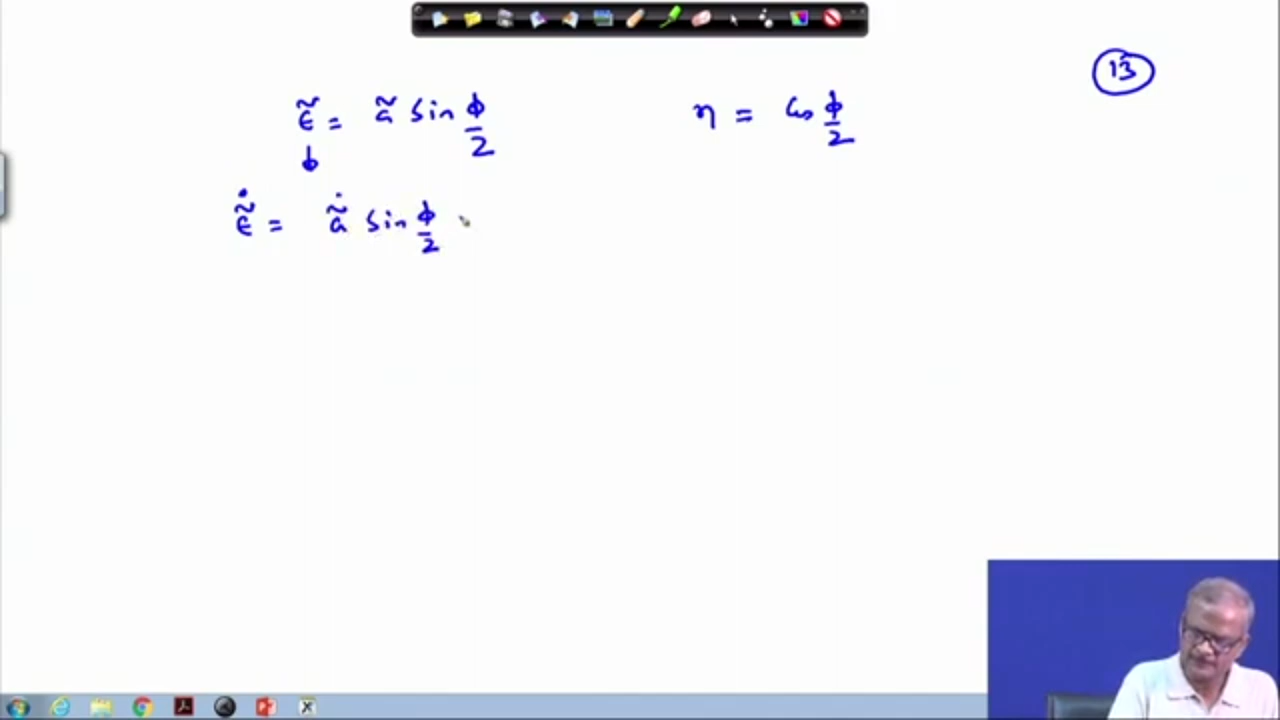 13
ε̃ = ã sin ϕ/2 η = cos ϕ/2
ε̃̇ = ã̇ sin ϕ/2